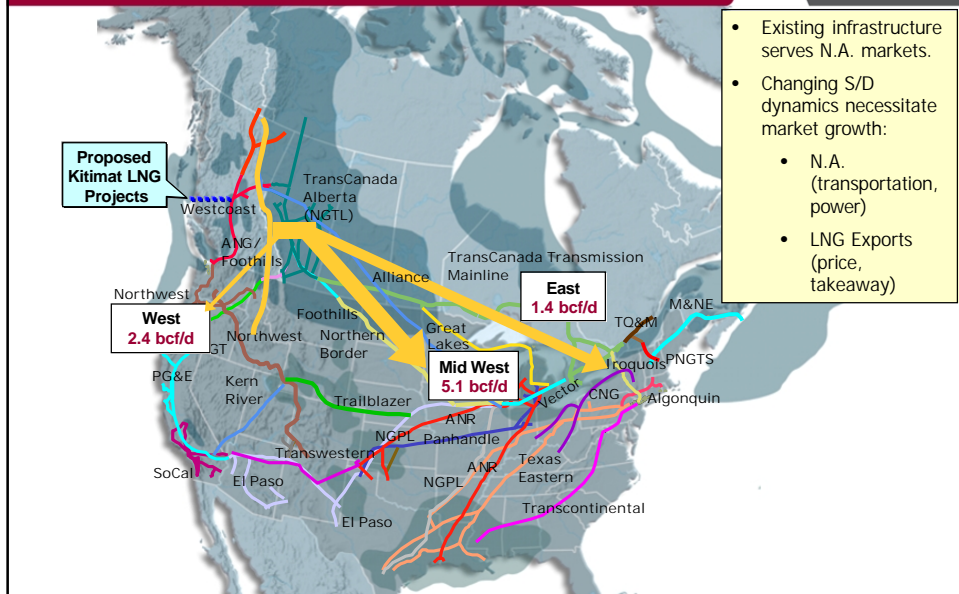 • Existing infrastructure
serves N.A. markets.
• Changing S/D
dynamics necessitate
market growth:
• N.A.
(transportation,
power)
• LNG Exports
(price,
takeaway)
Proposed
Kitimat LNG
Projects
Westcoast
TransCanada
Alberta
(NGTL)
ANG/
Foothills
Alliance
TransCanada Transmission
Mainline
East
1.4 bcf/d
M&NE
TQ&M
PNGTS
Iroquois
Algonquin
Northwest
West
2.4 bcf/d
GT
Northwest
Foothills
Northern
Border
Great
Lakes
Mid West
5.1 bcf/d
Vector
CNG
PG&E
Kern
River
Trailblazer
ANR
NGPL
Panhandle
Transwestern
SoCal
El Paso
El Paso
ANR
NGPL
Texas
Eastern
Transcontinental